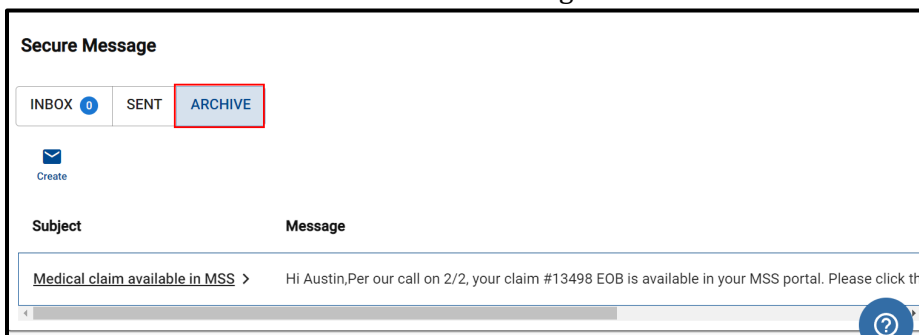 Secure Message
INBOX 0 SENT ARCHIVE
Create
Subject Message
Medical claim available in MSS > Hi Austin,Per our call on 2/2, your claim #13498 EOB is available in your MSS portal. Please click th
?